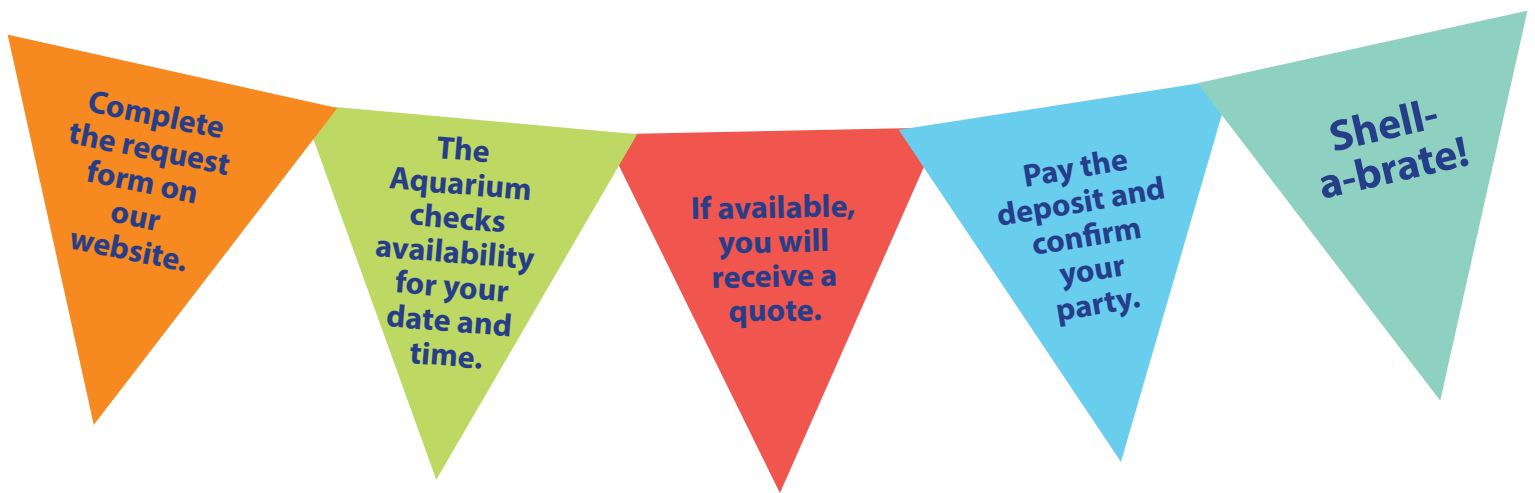 Complete
the request
form on
our
website.
The
Aquarium
checks
availability
for your
date and
time.
If available,
you will
receive a
quote.
Pay the
deposit and
confirm
your
party.
Shell-
a-brate!